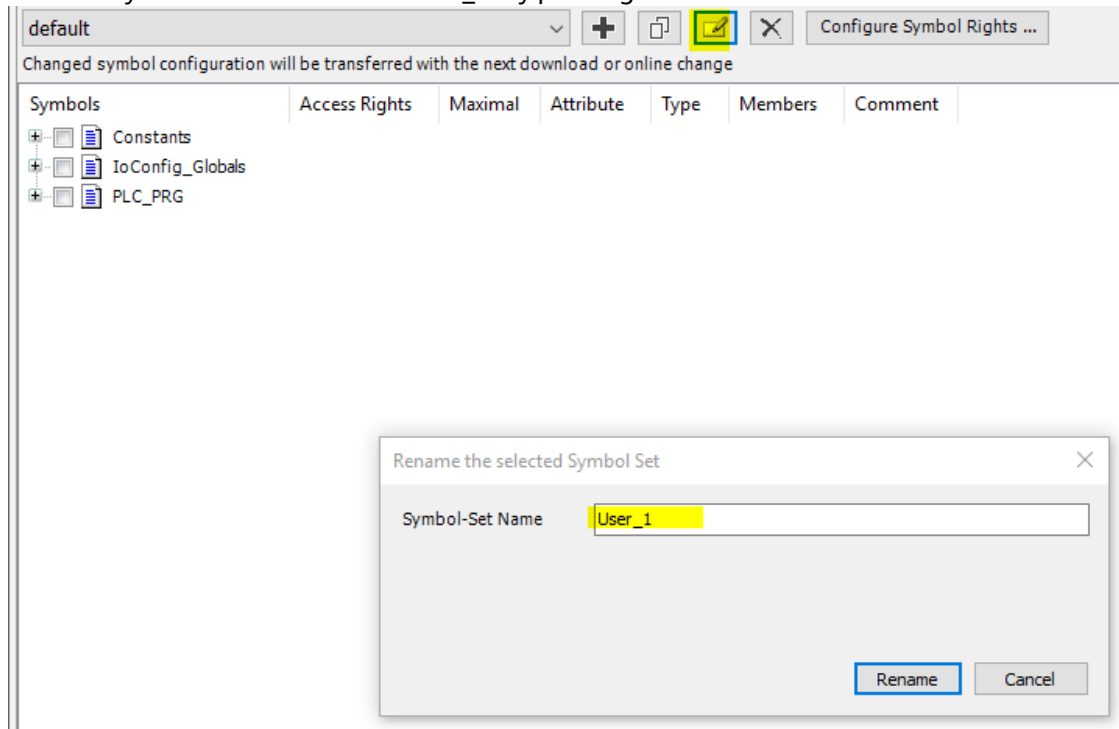 default
Configure Symbol Rights ...
Changed symbol configuration will be transferred with the next download or online change
Symbols Access Rights Maximal Attribute Type Members Comment
Constants
IoConfig_Globals
PLC_PRG
Rename the selected Symbol Set
Symbol-Set Name User_1
Rename Cancel